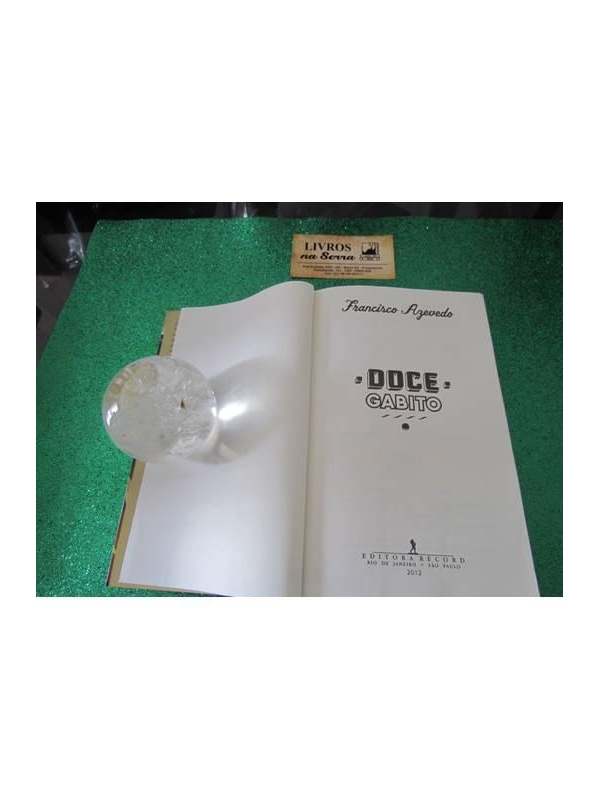 LIVROS
na Serra
Francisco Azevedo
DOCE
GABITO
EDITORA RECORD
RIO DE JANEIRO • SÃO PAULO
2012